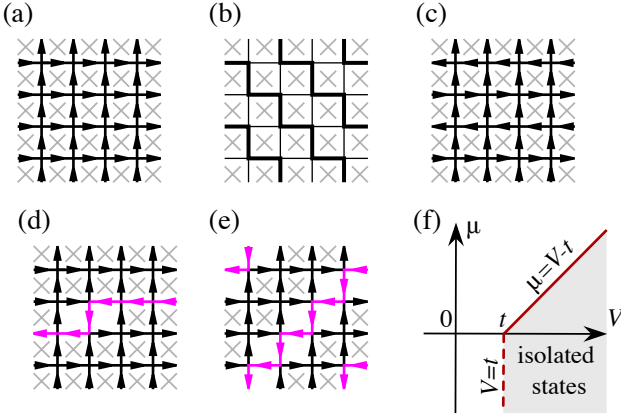 (a)
(b)
(c)
(d)
(e)
(f)
μ
μ=V-t
0
t
V
V=t
isolated
states